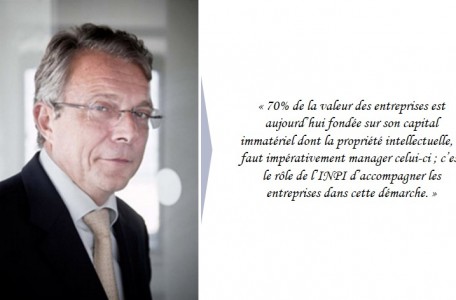 « 70% de la valeur des entreprises est
aujourd'hui fondée sur son capital
immatériel dont la propriété intellectuelle,
faut impérativement manager celui-ci ; c'es
le rôle de l'INPI d'accompagner les
entreprises dans cette démarche. »